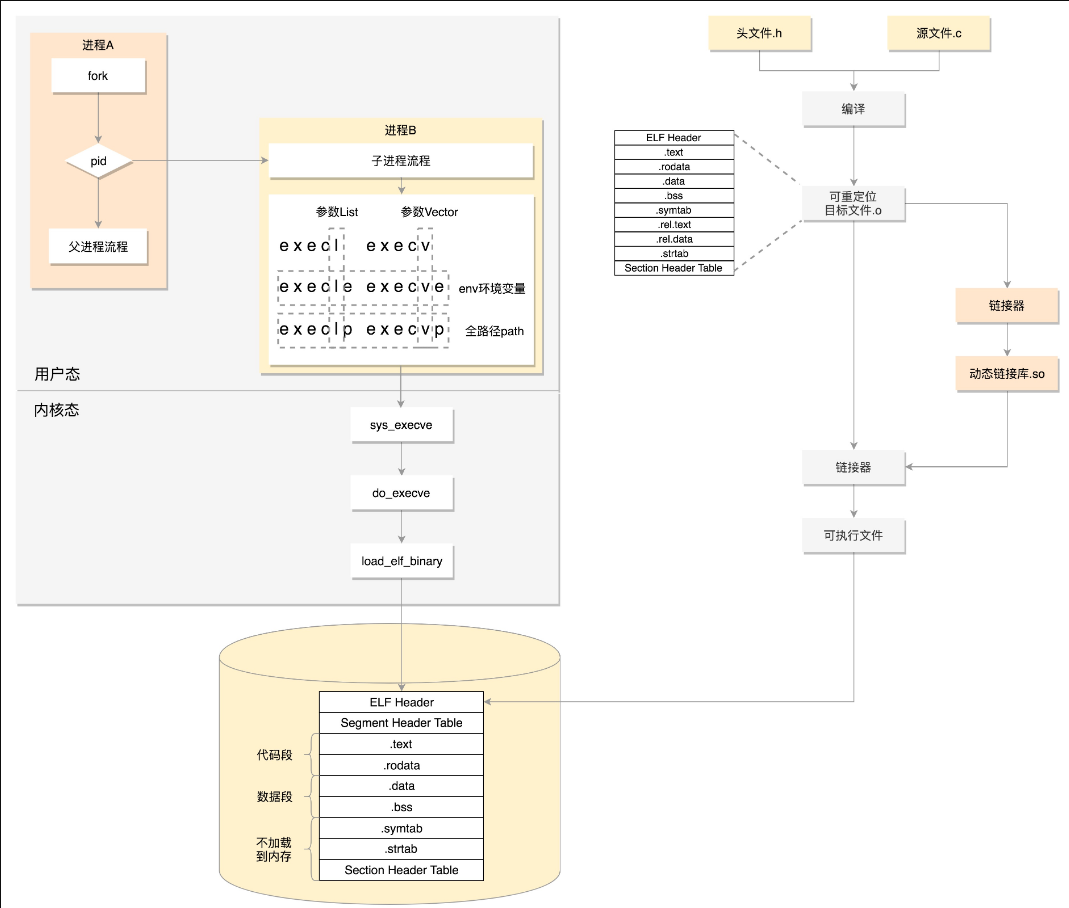 进程A
fork
pid
父进程流程
进程B
子进程流程
参数List 参数Vector
execl execv
execle execve env环境变量
execlp execvp 全路径path
用户态
内核态
sys_execve
do_execve
load_elf_binary
ELF Header
Segment Header Table
代码段
.text
.rodata
数据段
.data
.bss
不加载
到内存
.symtab
.strtab
Section Header Table
头文件.h
源文件.c
编译
ELF Header
.text
.rodata
.data
.bss
.symtab
.rel.text
.rel.data
.strtab
Section Header Table
可重定位
目标文件.o
链接器
动态链接库.so
链接器
可执行文件